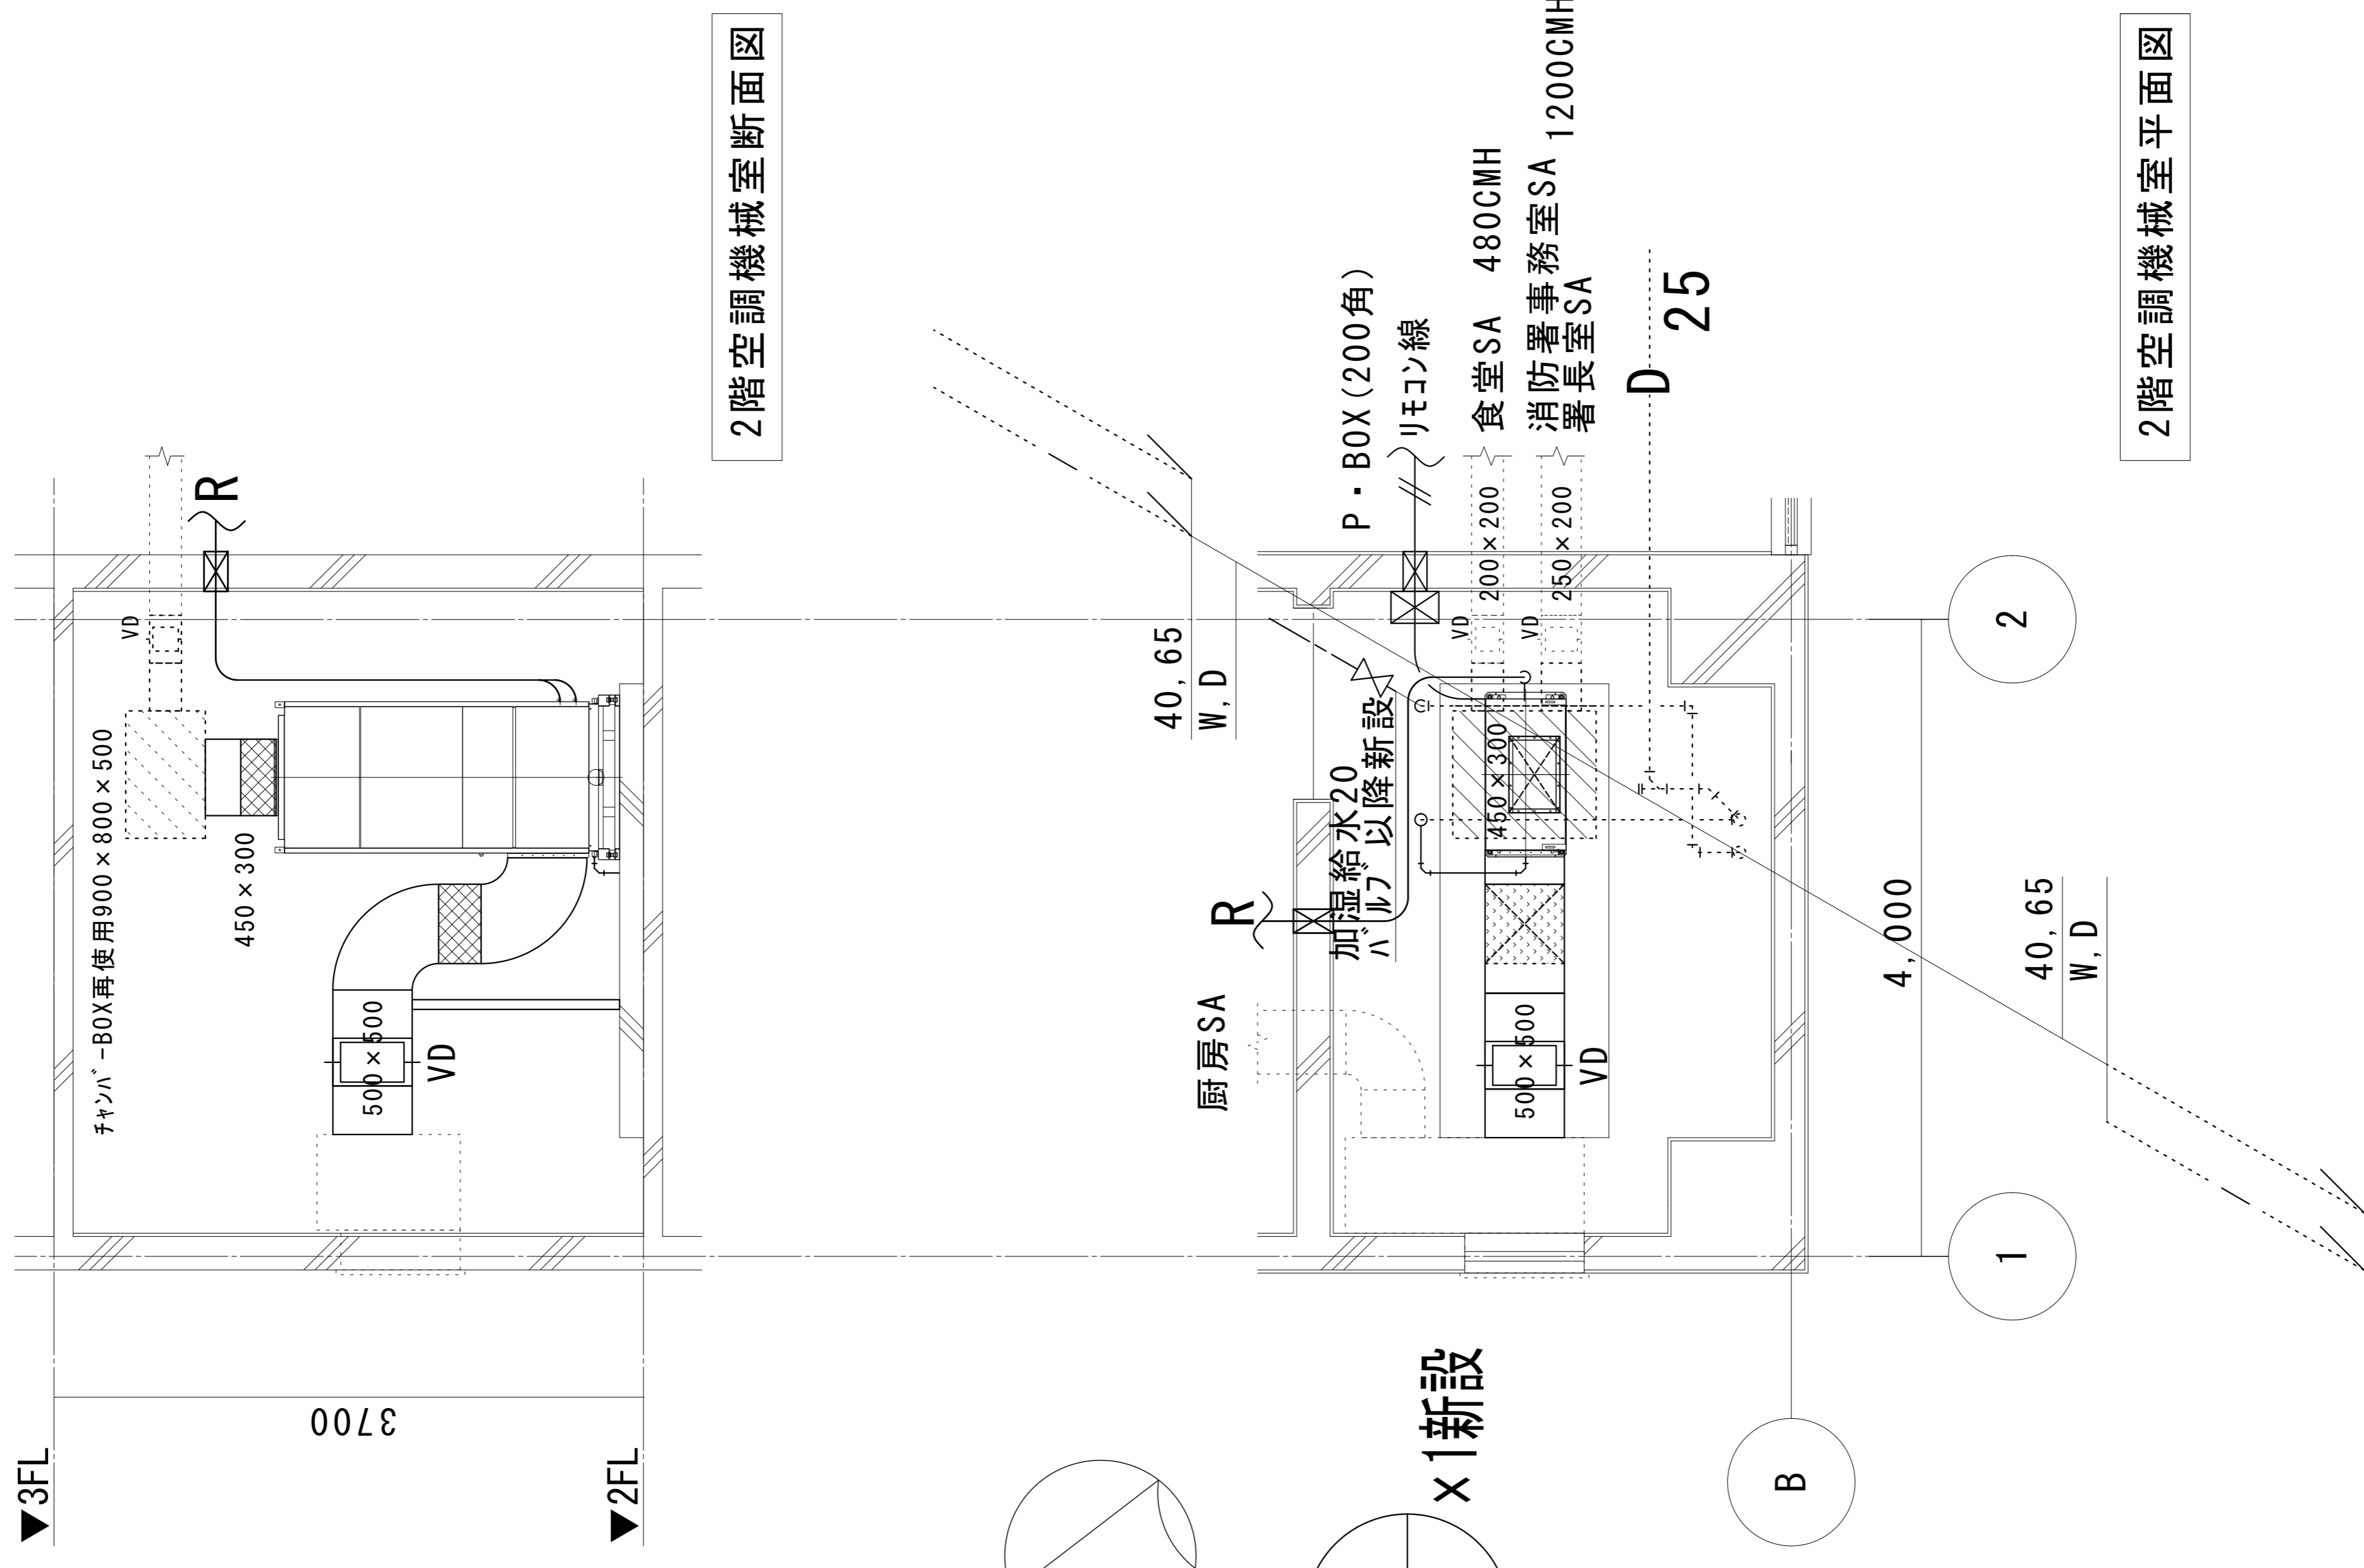 2階空調機械室断面図
R
VD
チャンバーBOX再使用900×800×500
450×300
500×500
VD
3700
▼3FL
▼2FL
2階空調機械室平面図
1200CMH
消防署事務室SA
署長室SA
食堂SA 480CMH
P・BOX(200角)
リモコン線
D 25
200×200
250×200
VD
VD
40,65
W,D
加湿給水20
バルブ以降新設
450×300
R
厨房SA
500×500
VD
4,000
40,65
W,D
2
1
B
x1新設